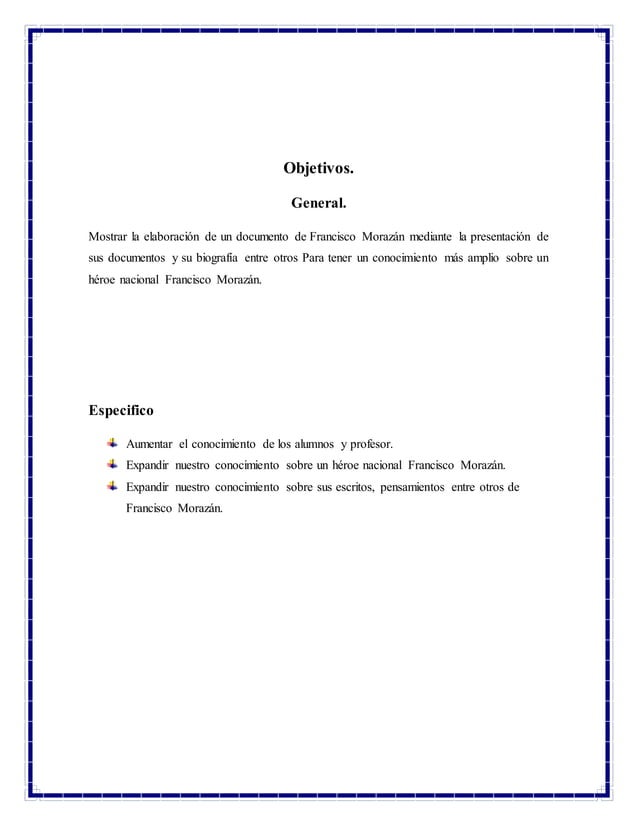 Objetivos.
General.
Mostrar la elaboración de un documento de Francisco Morazán mediante la presentación de
sus documentos y su biografía entre otros Para tener un conocimiento más amplio sobre un
héroe nacional Francisco Morazán.
Especifico
Aumentar el conocimiento de los alumnos y profesor.
Expandir nuestro conocimiento sobre un héroe nacional Francisco Morazán.
Expandir nuestro conocimiento sobre sus escritos, pensamientos entre otros de
Francisco Morazán.